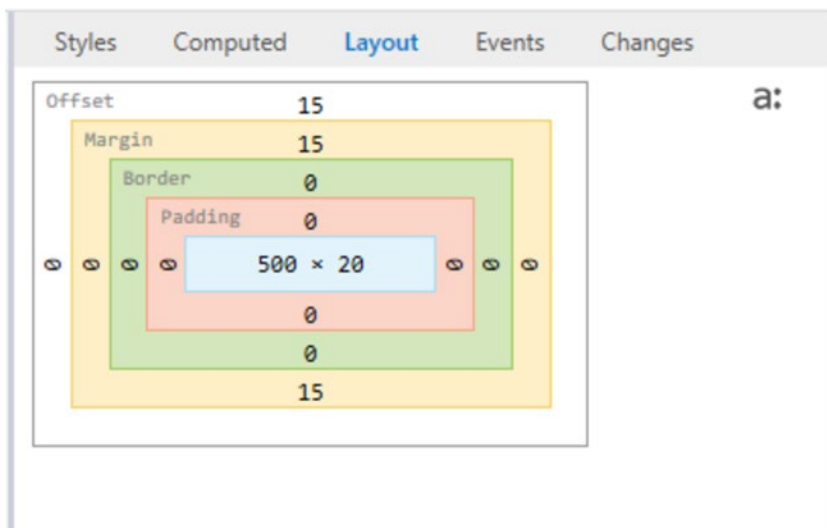 Styles Computed Layout Events Changes
Offset 15 a:
Margin 15
Border 0
Padding 0
0 0 0 0 500 × 20 0 0 0
0
0
15